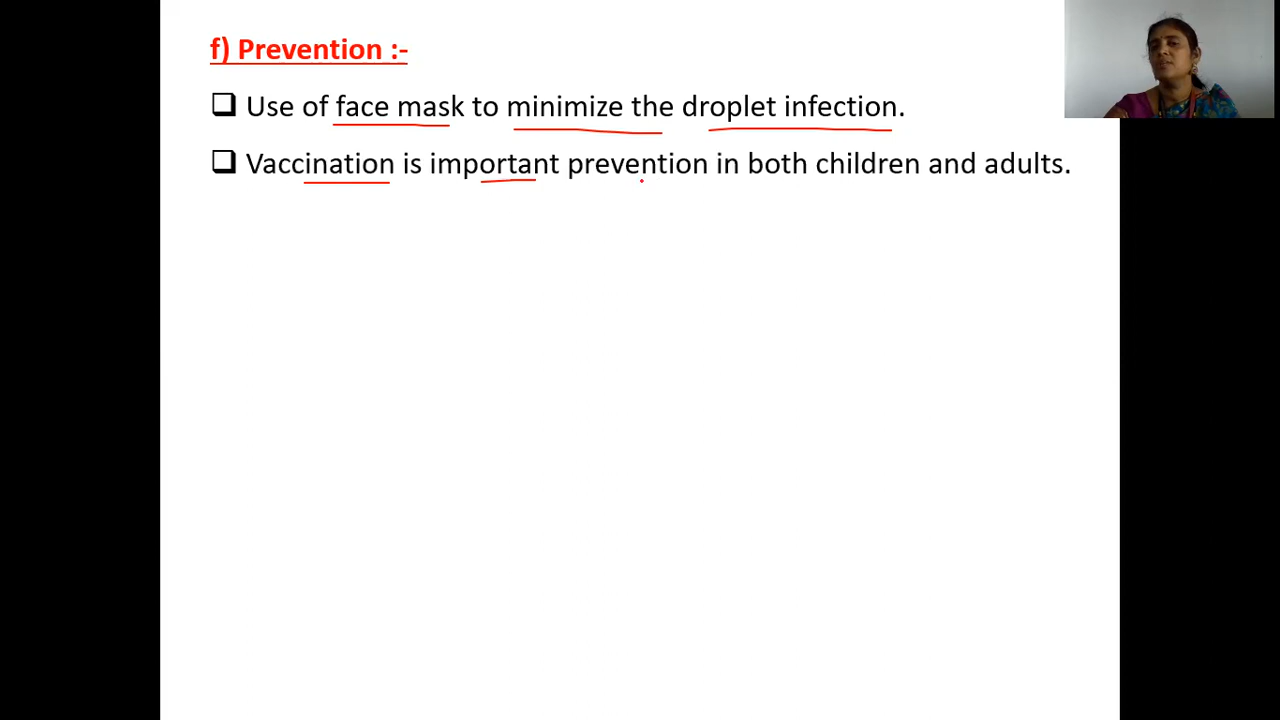 f) Prevention :-
❑ Use of face mask to minimize the droplet infection.
❑ Vaccination is important prevention in both children and adults.